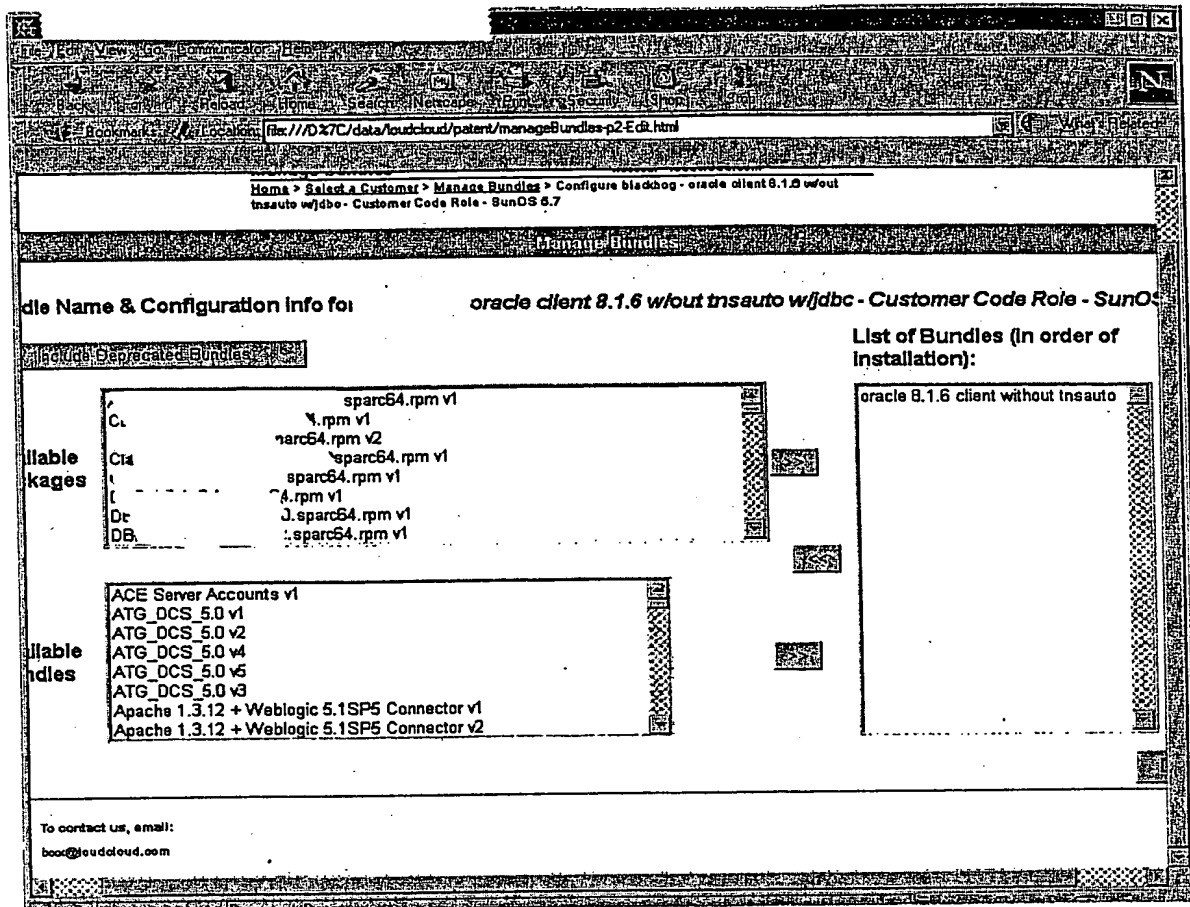 File Edit View Go Communicator Help
Back Reload Home Search Netscape Print Security Shop Stop
Bookmarks Location: file:///D%7C/data/loudcloud/patent/manageBundles-p2-Edit.html What's Related
Home > Select a Customer > Manage Bundles > Configure blackhog - oracle client 8.1.6 w/out
tnsauto w/jdbc - Customer Code Role - SunOS 5.7
Manage Bundles
dle Name & Configuration info for oracle client 8.1.6 w/out tnsauto w/jdbc - Customer Code Role - SunOS
Include Deprecated Bundles
List of Bundles (in order of
installation):
sparc64.rpm v1
.rpm v1
arc64.rpm v2
sparc64.rpm v1
sparc64.rpm v1
4.rpm v1
.sparc64.rpm v1
DB .sparc64.rpm v1
ilable
kages
>>
oracle 8.1.6 client without tnsauto
<<
ACE Server Accounts v1
ATG_DCS_5.0 v1
ATG_DCS_5.0 v2
ATG_DCS_5.0 v4
ATG_DCS_5.0 v5
ATG_DCS_5.0 v3
Apache 1.3.12 + Weblogic 5.1SP5 Connector v1
Apache 1.3.12 + Weblogic 5.1SP5 Connector v2
ilable
ndles
>>
To contact us, email:
@loudcloud.com